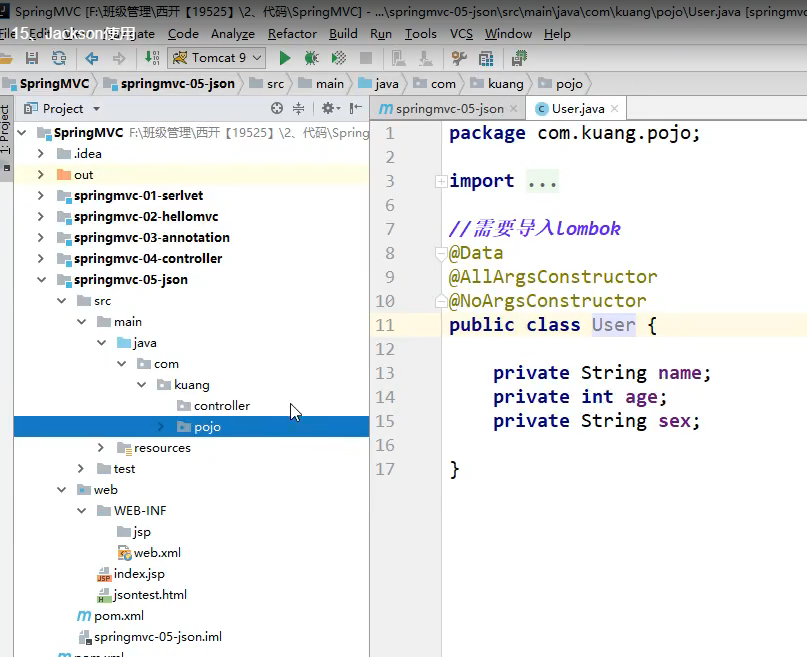 SpringMVC [F:\班级管理\西开【19525】\2、代码\SpringMVC] - ...\springmvc-05-json\src\main\java\com\kuang\pojo\User.java [springmvc
15、Jackson使用
Code Analyze Refactor Build Run Tools VCS Window Help
Tomcat 9
SpringMVC springmvc-05-json src main java com kuang pojo
1: Project
Project
springmvc-05-json User.java
SpringMVC F:\班级管理\西开【19525】\2、代码\Spring
.idea
out
springmvc-01-serlvet
springmvc-02-hellomvc
springmvc-03-annotation
springmvc-04-controller
springmvc-05-json
src
main
java
com
kuang
controller
pojo
resources
test
web
WEB-INF
jsp
web.xml
index.jsp
jsontest.html
pom.xml
springmvc-05-json.iml
pom.xml
1 package com.kuang.pojo;
2
3 import ...
6
7 //需要导入lombok
8 @Data
9 @AllArgsConstructor
10 @NoArgsConstructor
11 public class User {
12
13 private String name;
14 private int age;
15 private String sex;
16
17 }